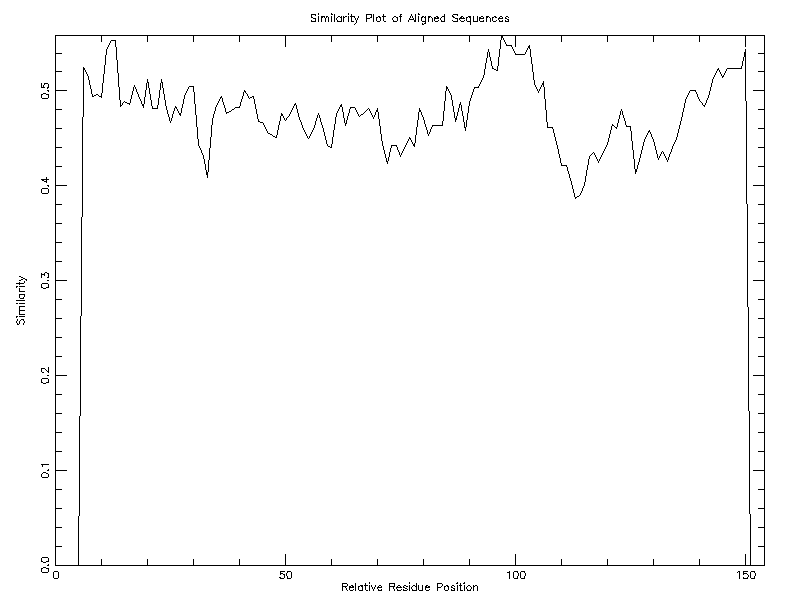 Similarity Plot of Aligned Sequences
0.5
0.4
0.3
0.2
0.1
0.0
Similarity
0 50 100 150
Relative Residue Position